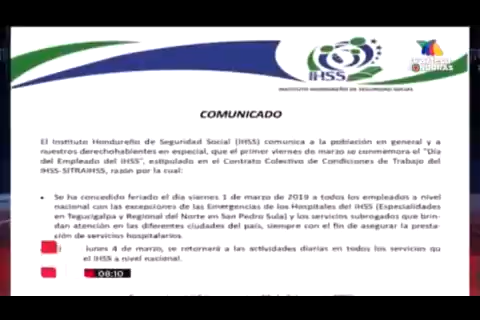 IHSS
INSTITUTO HONDUREÑO DE SEGURIDAD SOCIAL
COMUNICADO
El Instituto Hondureño de Seguridad Social (IHSS) comunica a la población en general y a
nuestros derechohabientes en especial, que el primer viernes de marzo se conmemora el "Día
del Empleado del IHSS", estipulado en el Contrato Colectivo de Condiciones de Trabajo del
IHSS-SITRAIHSS, razón por la cual:
• Se ha concedido feriado el día viernes 1 de marzo de 2019 a todos los empleados a nivel
nacional con las excepciones de las Emergencias de los Hospitales del IHSS (Especialidades
en Tegucigalpa y Regional del Norte en San Pedro Sula) y los servicios subrogados que brin-
dan atención en las diferentes ciudades del país, siempre con el fin de asegurar la presta-
ción de servicios hospitalarios.
lunes 4 de marzo, se retornará a las actividades diarias en todos los servicios qu
el IHSS a nivel nacional.
08:10